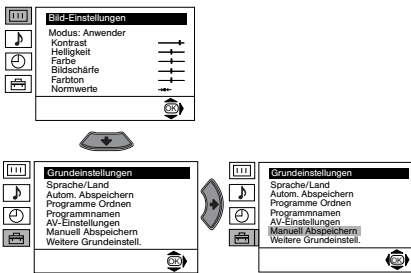 Bild-Einstellungen
Modus: Anwender
Kontrast
Helligkeit
Farbe
Bildschärfe
Farbton
Normwerte
OK
Grundeinstellungen
Sprache/Land
Autom. Abspeichern
Programme Ordnen
Programmnamen
AV-Einstellungen
Manuell Abspeichern
Weitere Grundeinstell.
OK
Grundeinstellungen
Sprache/Land
Autom. Abspeichern
Programme Ordnen
Programmnamen
AV-Einstellungen
Manuell Abspeichern
Weitere Grundeinstell.
OK